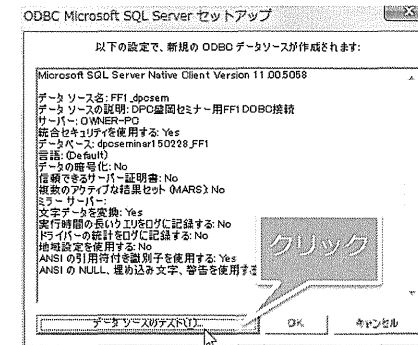 ODBC Microsoft SQL Server セットアップ
以下の設定で、新規の ODBC データソースが作成されます:
Microsoft SQL Server Native Client Version 11.00.5058
データ ソース名: FF1_dpcsem
データ ソースの説明: DPC盛岡セミナー用FF1 DOBC接続
サーバー: OWNER-PC
統合セキュリティを使用する: Yes
データベース: dpcseminar150228_FF1
言語: (Default)
データの暗号化: No
信頼できるサーバー証明書: No
複数のアクティブな結果セット (MARS): No
ミラー サーバー:
文字データを変換: Yes
実行時間の長いクエリをログに記録する: No
ドライバーの統計をログに記録する: No
地域設定を使用する: No
ANSI の引用符付き識別子を使用する: Yes
ANSI の NULL、埋め込み文字、警告を使用する
クリック
データ ソースのテスト(T)...
OK
キャンセル